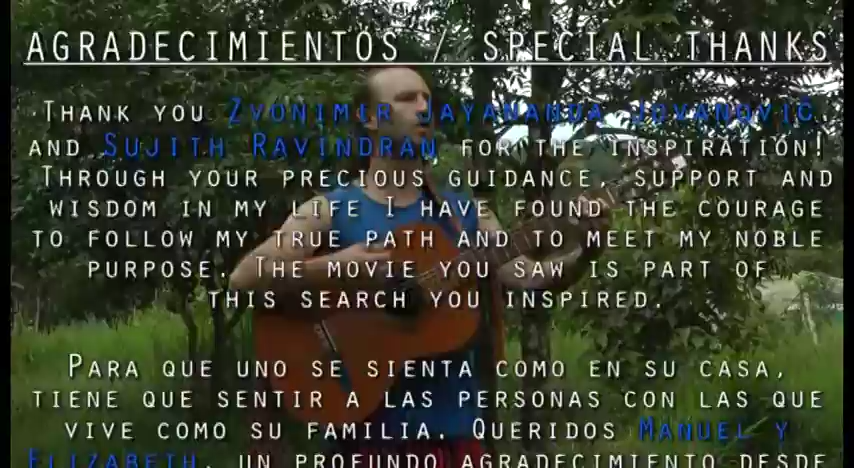 AGRADECIMIENTOS / SPECIAL THANKS
THANK YOU ZVONIMIR JAYANANDA JOVANOVIĆ
AND SUJITH RAVINDRAN FOR THE INSPIRATION!
THROUGH YOUR PRECIOUS GUIDANCE, SUPPORT AND
WISDOM IN MY LIFE I HAVE FOUND THE COURAGE
TO FOLLOW MY TRUE PATH AND TO MEET MY NOBLE
PURPOSE. THE MOVIE YOU SAW IS PART OF
THIS SEARCH YOU INSPIRED.
PARA QUE UNO SE SIENTA COMO EN SU CASA,
TIENE QUE SENTIR A LAS PERSONAS CON LAS QUE
VIVE COMO SU FAMILIA. QUERIDOS MANUEL Y
ELIZABETH, UN PROFUNDO AGRADECIMIENTO DESDE